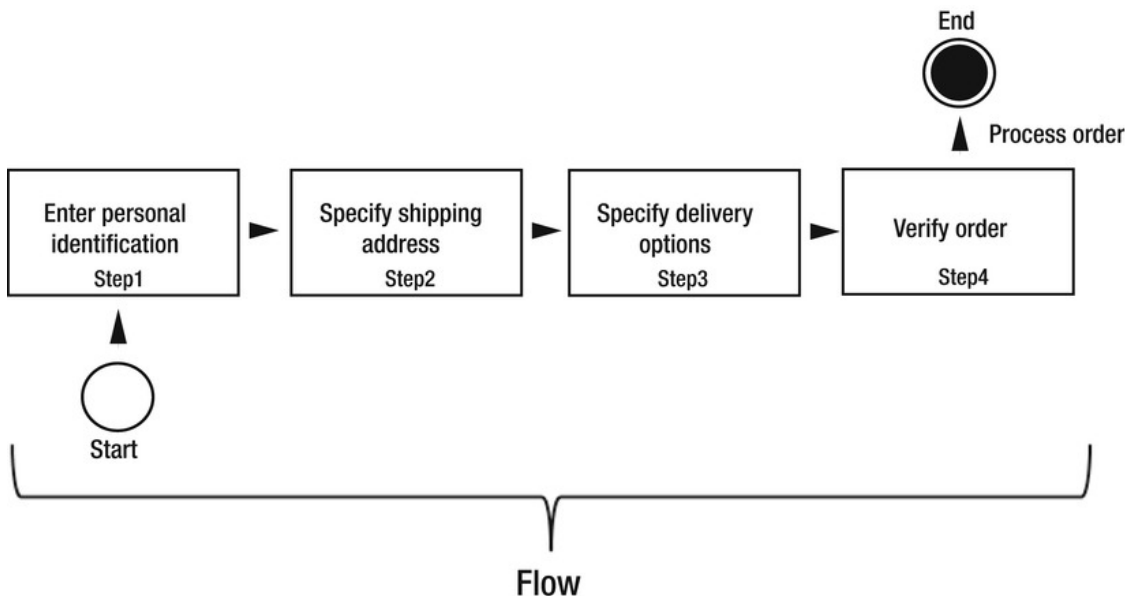 End
Process order
Enter personal
identification
Step1
Specify shipping
address
Step2
Specify delivery
options
Step3
Verify order
Step4
Start
Flow